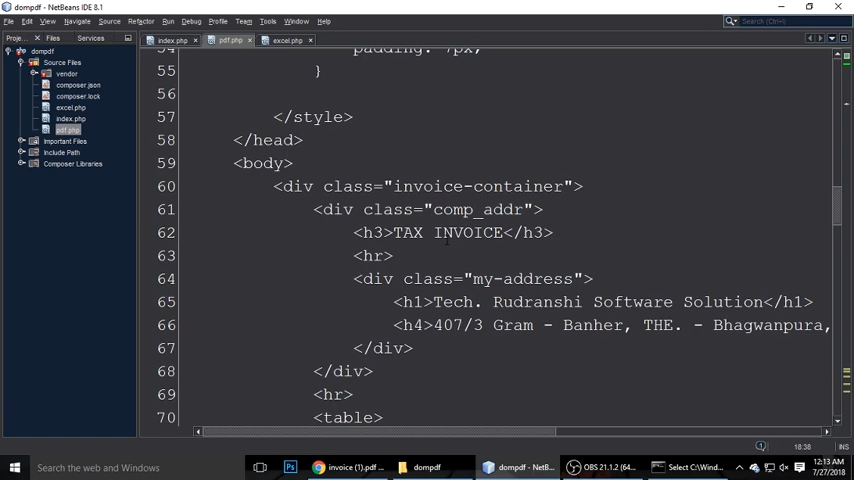 dompdf - NetBeans IDE 8.1
File Edit View Navigate Source Refactor Run Debug Profile Team Tools Window Help
Search (Ctrl+I)
Proje... Files Services
index.php pdf.php excel.php
dompdf
Source Files
vendor
composer.json
composer.lock
excel.php
index.php
pdf.php
Important Files
Include Path
Composer Libraries
54 padding: 7px;
55 }
56
57 </style>
58 </head>
59 <body>
60 <div class="invoice-container">
61 <div class="comp_addr">
62 <h3>TAX INVOICE</h3>
63 <hr>
64 <div class="my-address">
65 <h1>Tech. Rudranshi Software Solution</h1>
66 <h4>407/3 Gram - Banher, THE. - Bhagwanpura,
67 </div>
68 </div>
69 <hr>
70 <table>
1 18:38 INS
Search the web and Windows
Ps
invoice (1).pdf ...
dompdf
dompdf - NetB...
OBS 21.1.2 (64...
Select C:\Wind...
12:13 AM
7/27/2018